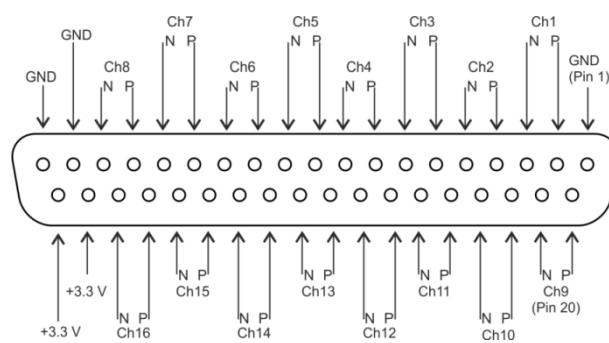 Ch7 Ch5 Ch3 Ch1
GND N P N P N P N P
GND Ch8 Ch6 Ch4 Ch2 GND
N P N P N P N P (Pin 1)
N P N P N P N P
+3.3 V Ch15 Ch13 Ch11 Ch9
N P N P N P N P (Pin 20)
+3.3 V Ch16 Ch14 Ch12 Ch10